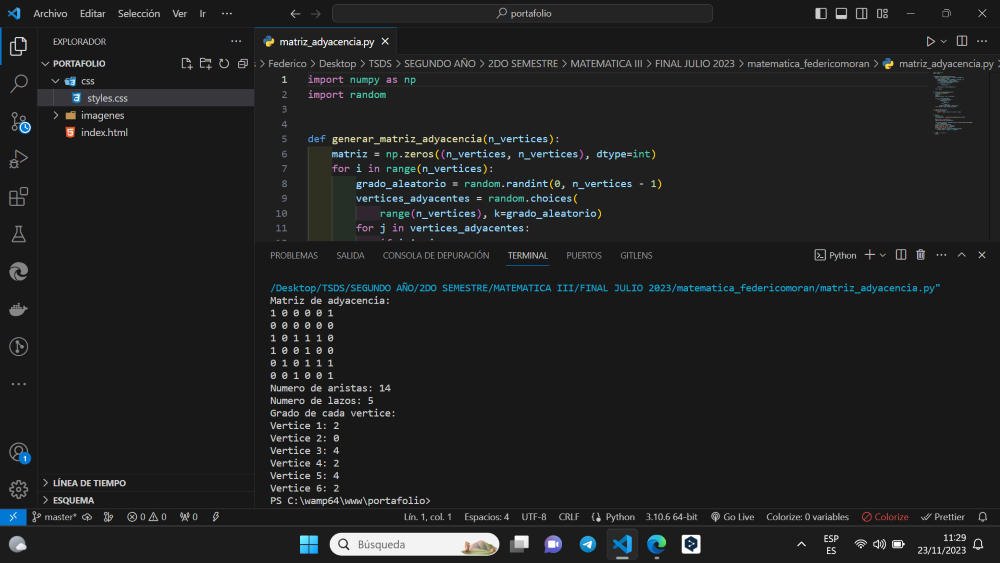 Archivo Editar Selección Ver Ir ··· portafolio
EXPLORADOR ···
PORTAFOLIO
css
styles.css
imagenes
index.html
LÍNEA DE TIEMPO
ESQUEMA
matriz_adyacencia.py
Federico > Desktop > TSDS > SEGUNDO AÑO > 2DO SEMESTRE > MATEMATICA III > FINAL JULIO 2023 > matematica_federicomoran > matriz_adyacencia.py
1 import numpy as np
2 import random
3
4
5 def generar_matriz_adyacencia(n_vertices):
6 matriz = np.zeros((n_vertices, n_vertices), dtype=int)
7 for i in range(n_vertices):
8 grado_aleatorio = random.randint(0, n_vertices - 1)
9 vertices_adyacentes = random.choices(
10 range(n_vertices), k=grado_aleatorio)
11 for j in vertices_adyacentes:
PROBLEMAS SALIDA CONSOLA DE DEPURACIÓN TERMINAL PUERTOS GITLENS Python
/Desktop/TSDS/SEGUNDO AÑO/2DO SEMESTRE/MATEMATICA III/FINAL JULIO 2023/matematica_federicomoran/matriz_adyacencia.py"
Matriz de adyacencia:
1 0 0 0 0 1
0 0 0 0 0 0
1 0 1 1 1 0
1 0 0 1 0 0
0 1 0 1 1 1
0 0 1 0 0 1
Numero de aristas: 14
Numero de lazos: 5
Grado de cada vertice:
Vertice 1: 2
Vertice 2: 0
Vertice 3: 4
Vertice 4: 2
Vertice 5: 4
Vertice 6: 2
PS C:\wamp64\www\portafolio>
master* 0 0 0 Lín. 1, col. 1 Espacios: 4 UTF-8 CRLF Python 3.10.6 64-bit Go Live Colorize: 0 variables Colorize Prettier
Búsqueda
ESP
ES
11:29
23/11/2023